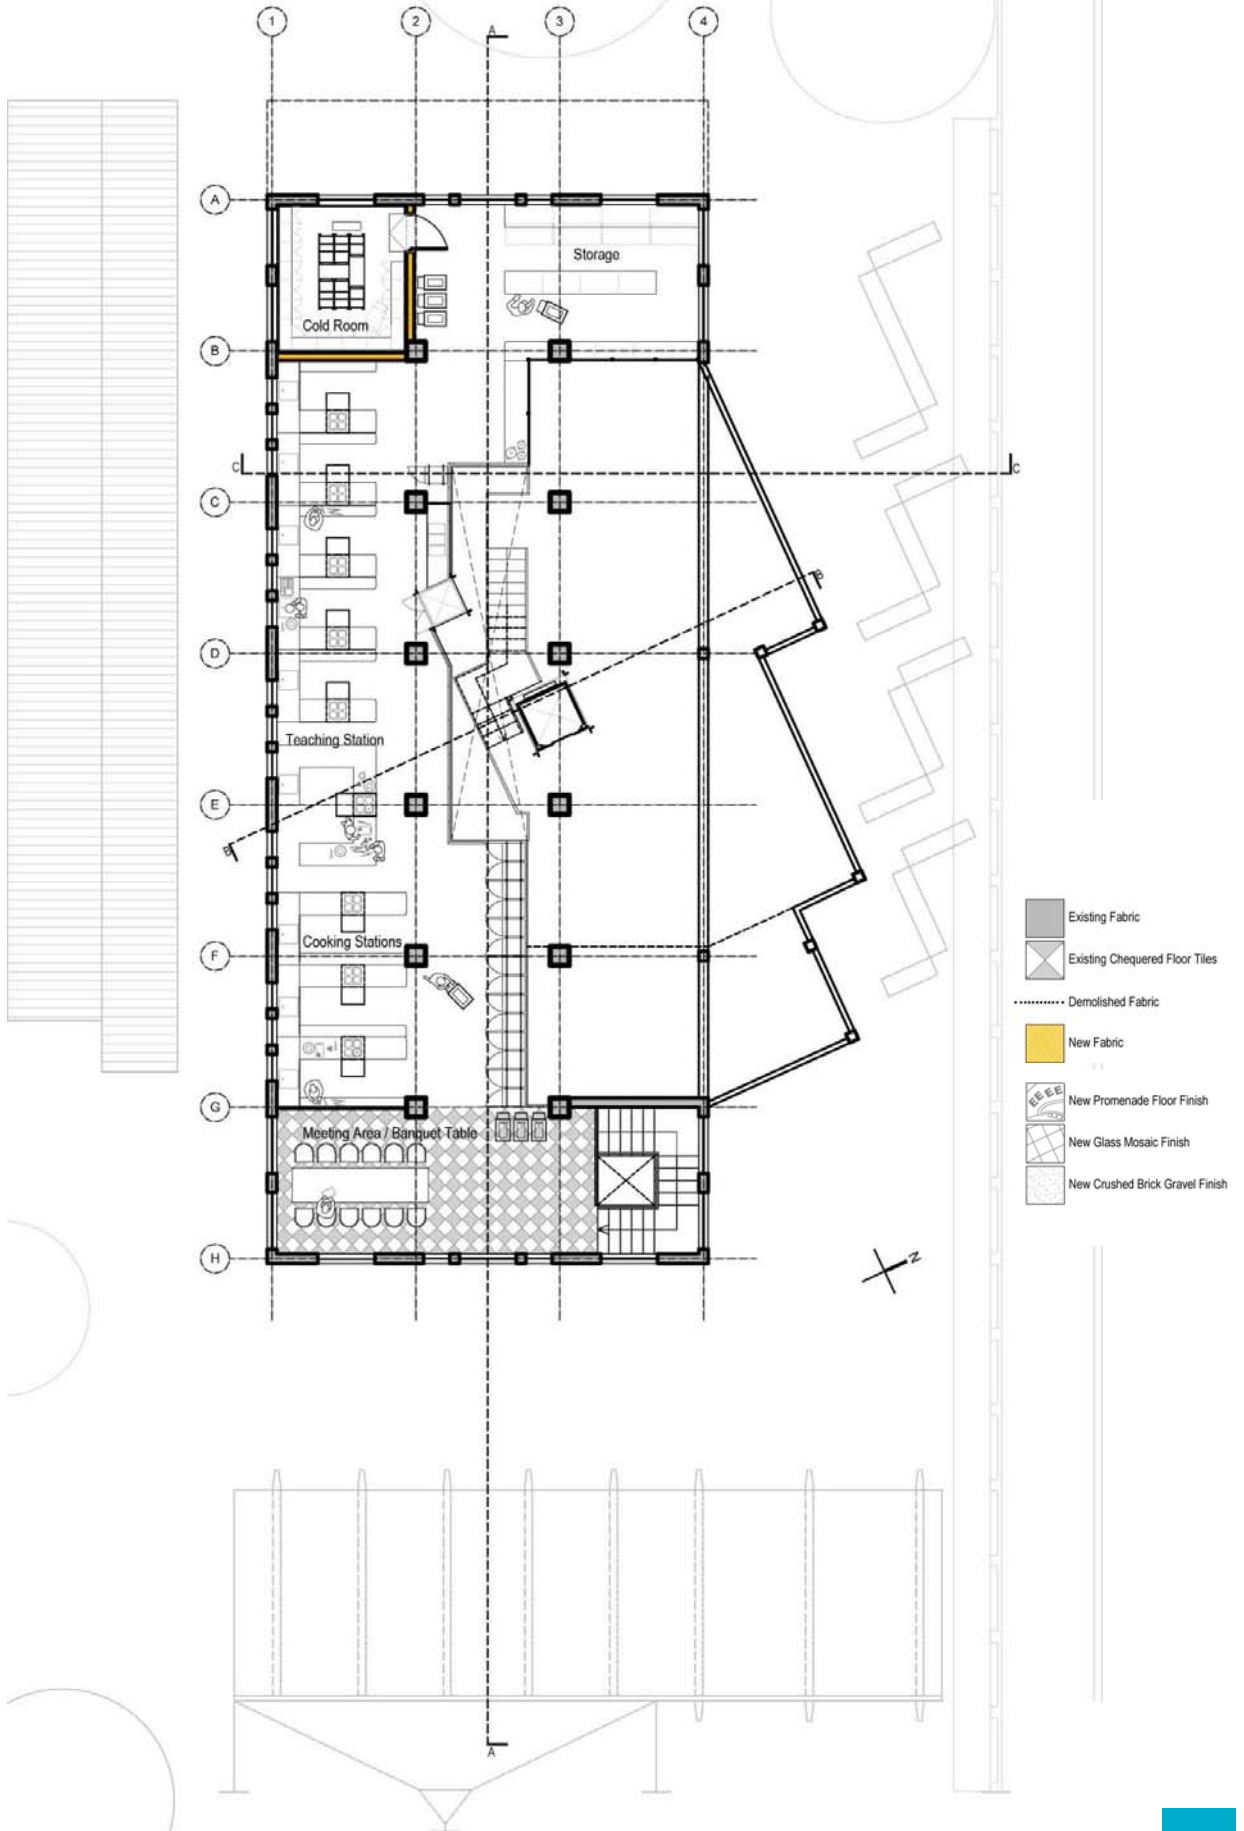 1 2 3 4
A
A
Storage
Cold Room
B
C C
C
B
D
Teaching Station
E
B
Existing Fabric
Cooking Stations
Existing Chequered Floor Tiles
F
Demolished Fabric
New Fabric
New Promenade Floor Finish
G
Meeting Area / Banquet Table
New Glass Mosaic Finish
New Crushed Brick Gravel Finish
H
N
A